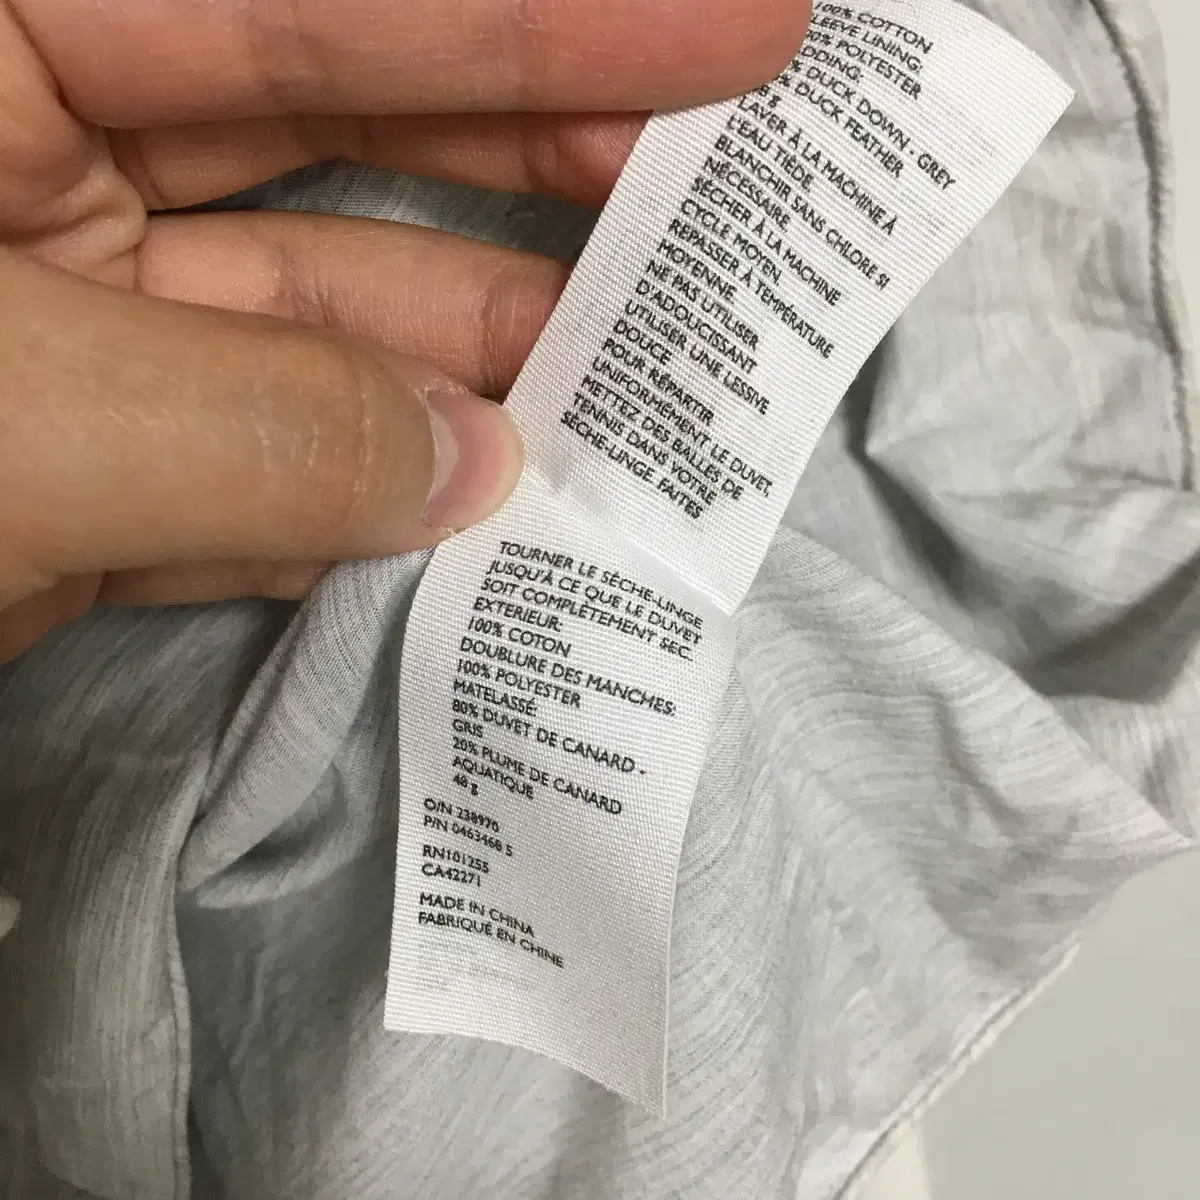 100% COTTON
SLEEVE LINING.
POLYESTER
DUCK DOWN - GREY
DUCK FEATHER
g
LAVER À LA MACHINE À
L'EAU TIÈDE.
BLANCHIR SANS CHLORE SI
NÉCESSAIRE.
SÉCHER À LA MACHINE
CYCLE MOYEN.
REPASSER À TEMPÉRATURE
MOYENNE.
NE PAS UTILISER
D'ADOUCISSANT
UTILISER UNE LESSIVE
DOUCE.
POUR RÉPARTIR
UNIFORMÉMENT LE DUVET,
METTEZ DES BALLES DE
TENNIS DANS VOTRE
SÈCHE-LINGE. FAITES
TOURNER LE SÈCHE-LINGE
JUSQU'À CE QUE LE DUVET
SOIT COMPLÈTEMENT SEC.
EXTERIEUR:
100% COTON
DOUBLURE DES MANCHES:
100% POLYESTER
MATELASSÉ:
80% DUVET DE CANARD -
GRIS
20% PLUME DE CANARD
AQUATIQUE
48 g
O/N 238970
P/N 0463468 5
RN101255
CA42271
MADE IN CHINA
FABRIQUÉ EN CHINE